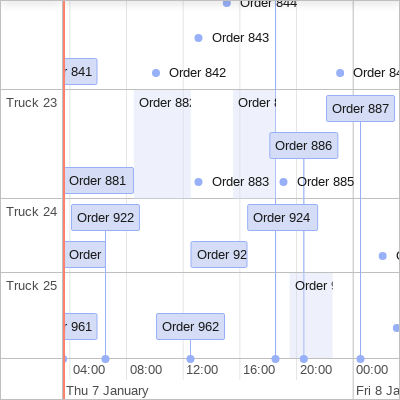 Order 844
Order 843
841
Order 842
Order 84
Truck 23
Order 88
Order
Order 887
Order 886
Order 881
Order 883
Order 885
Truck 24
Order 922
Order 924
Order
Order 92
Truck 25
Order
961
Order 962
04:00
08:00
12:00
16:00
20:00
00:00
Thu 7 January
Fri 8 Ja